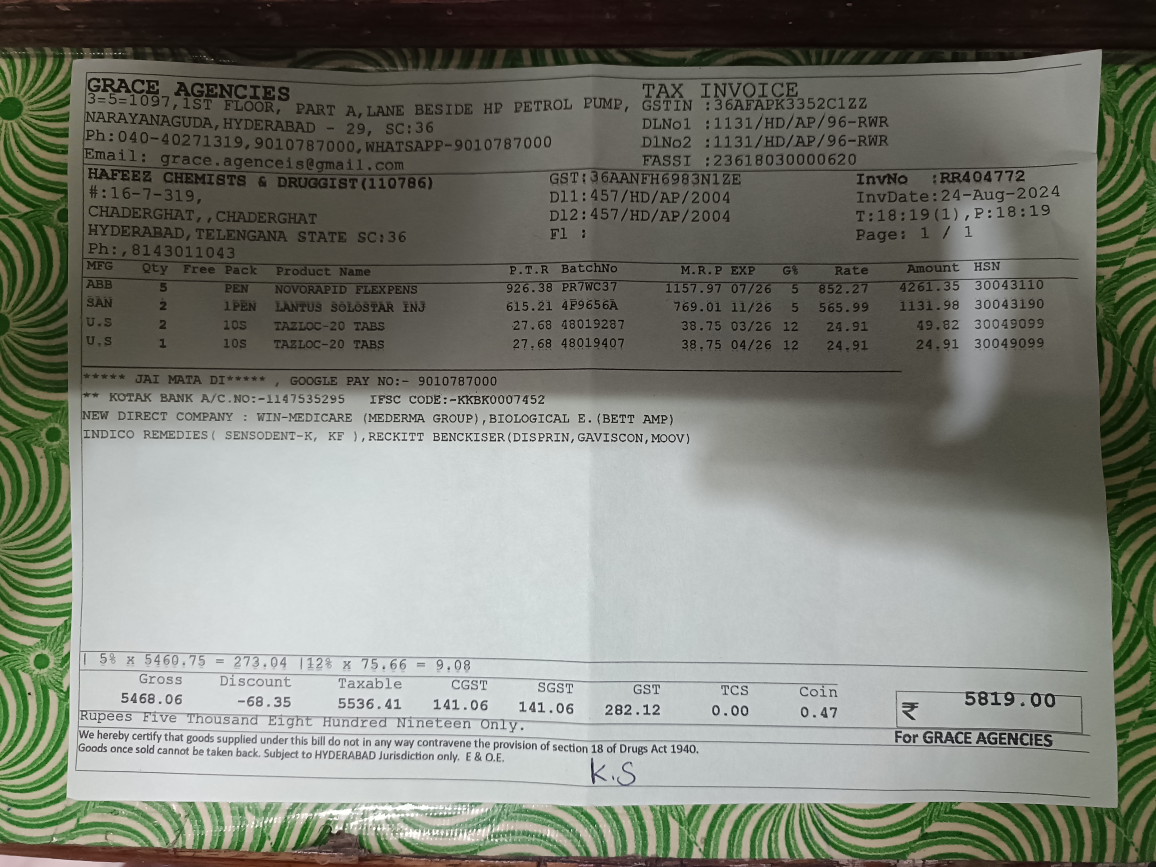 GRACE AGENCIES
3=5=1097,1ST FLOOR, PART A,LANE BESIDE HP PETROL PUMP,
NARAYANAGUDA,HYDERABAD - 29, SC:36
Ph:040-40271319,9010787000,WHATSAPP-9010787000
Email: grace.agenceis@gmail.com
TAX INVOICE
GSTIN :36AFAPK3352C1ZZ
DLNo1 :1131/HD/AP/96-RWR
DlNo2 :1131/HD/AP/96-RWR
FASSI :23618030000620
HAFEEZ CHEMISTS & DRUGGIST(110786)
#:16-7-319,
CHADERGHAT,,CHADERGHAT
HYDERABAD,TELENGANA STATE SC:36
Ph:,8143011043
GST:36AANFH6983N1ZE
Dl1:457/HD/AP/2004
Dl2:457/HD/AP/2004
Fl :
InvNo :RR404772
InvDate:24-Aug-2024
T:18:19(1),P:18:19
Page: 1 / 1
MFG Qty Free Pack Product Name P.T.R BatchNo M.R.P EXP G% Rate Amount HSN
ABB 5 PEN NOVORAPID FLEXPENS 926.38 PR7WC37 1157.97 07/26 5 852.27 4261.35 30043110
SAN 2 1PEN LANTUS SOLOSTAR INJ 615.21 4F9656A 769.01 11/26 5 565.99 1131.98 30043190
U.S 2 10S TAZLOC-20 TABS 27.68 48019287 38.75 03/26 12 24.91 49.82 30049099
U.S 1 10S TAZLOC-20 TABS 27.68 48019407 38.75 04/26 12 24.91 24.91 30049099
***** JAI MATA DI***** , GOOGLE PAY NO:- 9010787000
** KOTAK BANK A/C.NO:-1147535295 IFSC CODE:-KKBK0007452
NEW DIRECT COMPANY : WIN-MEDICARE (MEDERMA GROUP),BIOLOGICAL E.(BETT AMP)
INDICO REMEDIES( SENSODENT-K, KF ),RECKITT BENCKISER(DISPRIN,GAVISCON,MOOV)
| 5% x 5460.75 = 273.04 |12% x 75.66 = 9.08
Gross Discount Taxable CGST SGST GST TCS Coin
5468.06 -68.35 5536.41 141.06 141.06 282.12 0.00 0.47
₹ 5819.00
Rupees Five Thousand Eight Hundred Nineteen Only.
We hereby certify that goods supplied under this bill do not in any way contravene the provision of section 18 of Drugs Act 1940.
Goods once sold cannot be taken back. Subject to HYDERABAD Jurisdiction only. E & O.E.
For GRACE AGENCIES
K.S